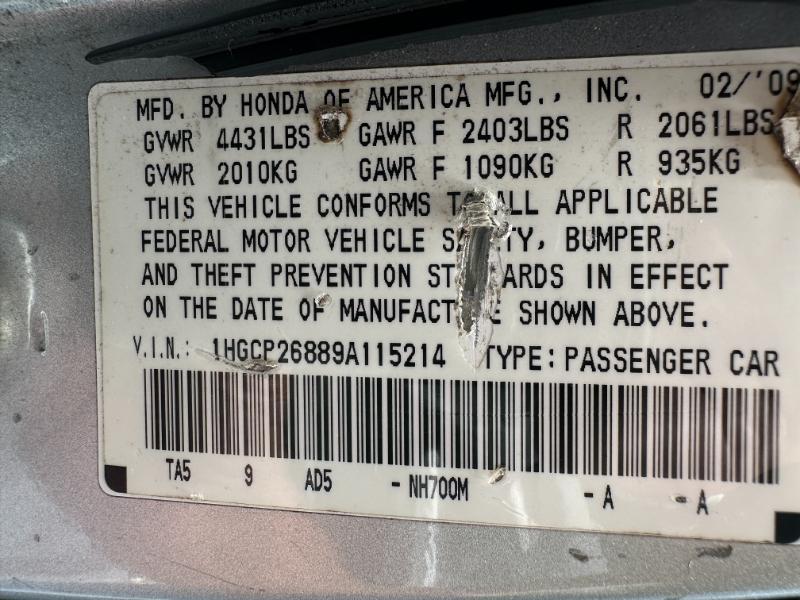 MFD. BY HONDA OF AMERICA MFG., INC. 02/'09
GVWR 4431LBS GAWR F 2403LBS R 2061LBS
GVWR 2010KG GAWR F 1090KG R 935KG
THIS VEHICLE CONFORMS TO ALL APPLICABLE
FEDERAL MOTOR VEHICLE BUMPER,
AND THEFT PREVENTION IN EFFECT
ON THE DATE OF SHOWN ABOVE.
V.I.N.: 1HGCP26889A115214 TYPE: PASSENGER CAR
TA5 9 AD5 - NH700M - A - A